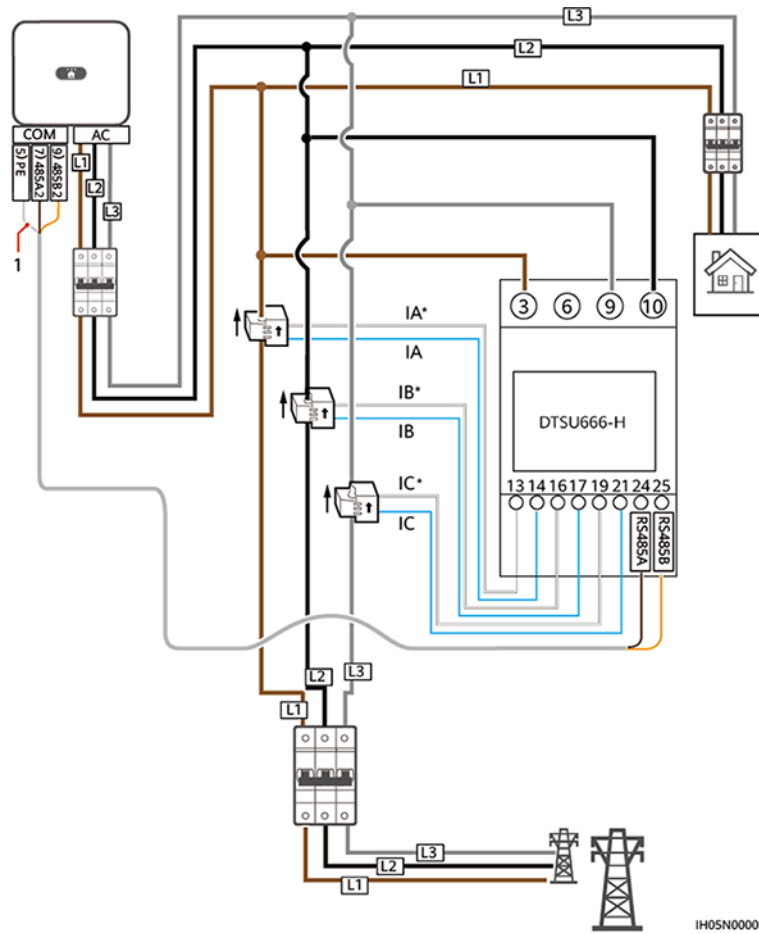 L3
L2
L1
COM
AC
5) PE
7) 485A2
9) 485B2
L1
L2
L3
1
3
6
9
10
IA*
IA
IB*
IB
DTSU666-H
IC*
IC
13 14 16 17 19 21 24 25
RS485A
RS485B
L3
L2
L1
L3
L2
L1
IH05N0000